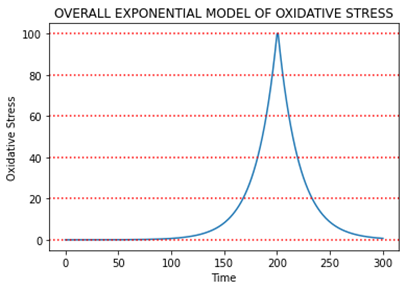 OVERALL EXPONENTIAL MODEL OF OXIDATIVE STRESS
100
80
60
40
20
0
Oxidative Stress
0 50 100 150 200 250 300
Time